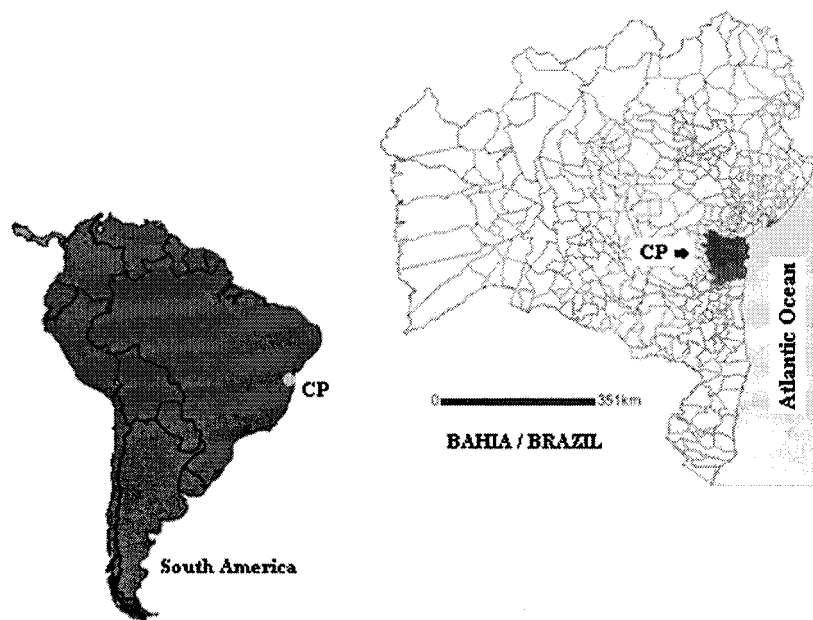 CP ➨
Atlantic Ocean
0 351km
BAHIA / BRAZIL
CP
South America